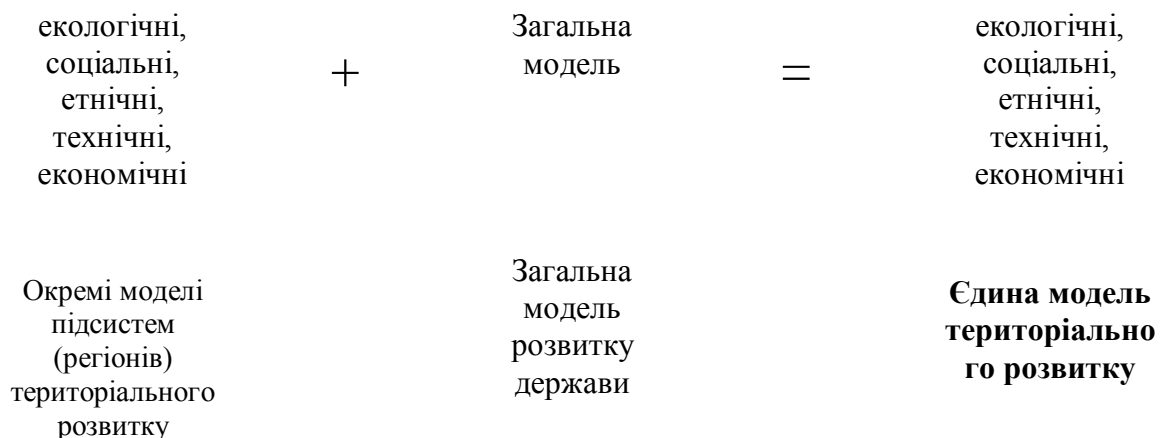 екологічні,
соціальні,
етнічні,
технічні,
економічні
+
Загальна
модель
=
екологічні,
соціальні,
етнічні,
технічні,
економічні
Окремі моделі
підсистем
(регіонів)
територіального
розвитку
Загальна
модель
розвитку
держави
Єдина модель
територіально
го розвитку